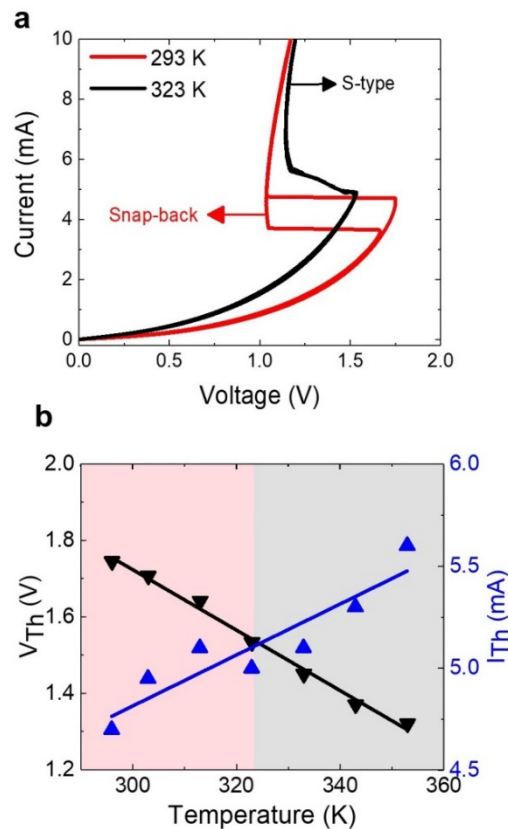 a
10
8
6
4
2
0
Current (mA)
293 K
323 K
S-type
Snap-back
0.0 0.5 1.0 1.5 2.0
Voltage (V)
b
2.0
1.8
1.6
1.4
1.2
VTh (V)
6.0
5.5
5.0
4.5
ITh (mA)
300 320 340 360
Temperature (K)